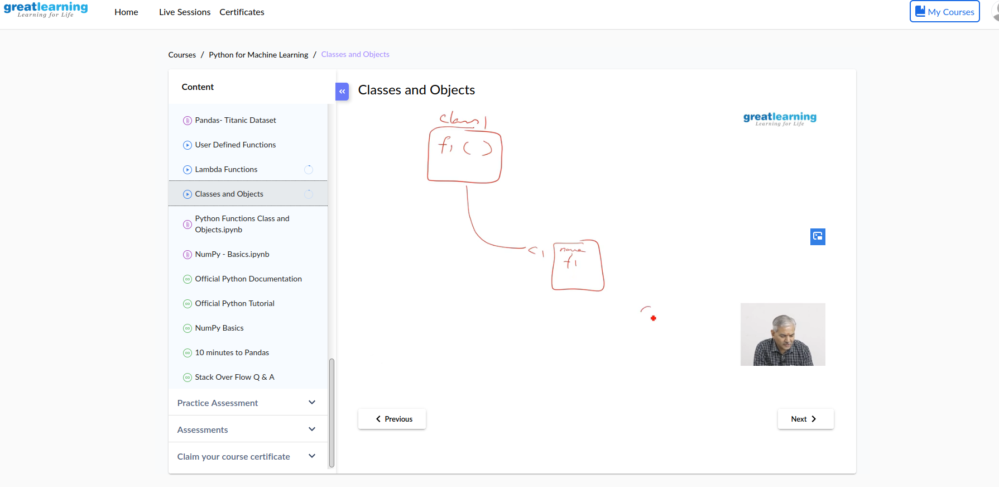 greatlearning
Learning for Life
Home
Live Sessions
Certificates
My Courses
Courses / Python for Machine Learning / Classes and Objects
Content
Pandas- Titanic Dataset
User Defined Functions
Lambda Functions
Classes and Objects
Python Functions Class and
Objects.ipynb
NumPy - Basics.ipynb
Official Python Documentation
Official Python Tutorial
NumPy Basics
10 minutes to Pandas
Stack Over Flow Q & A
Practice Assessment
Assessments
Claim your course certificate
«
Classes and Objects
greatlearning
Learning for Life
class 1
f1 ( )
c1
name
f1
Previous
Next